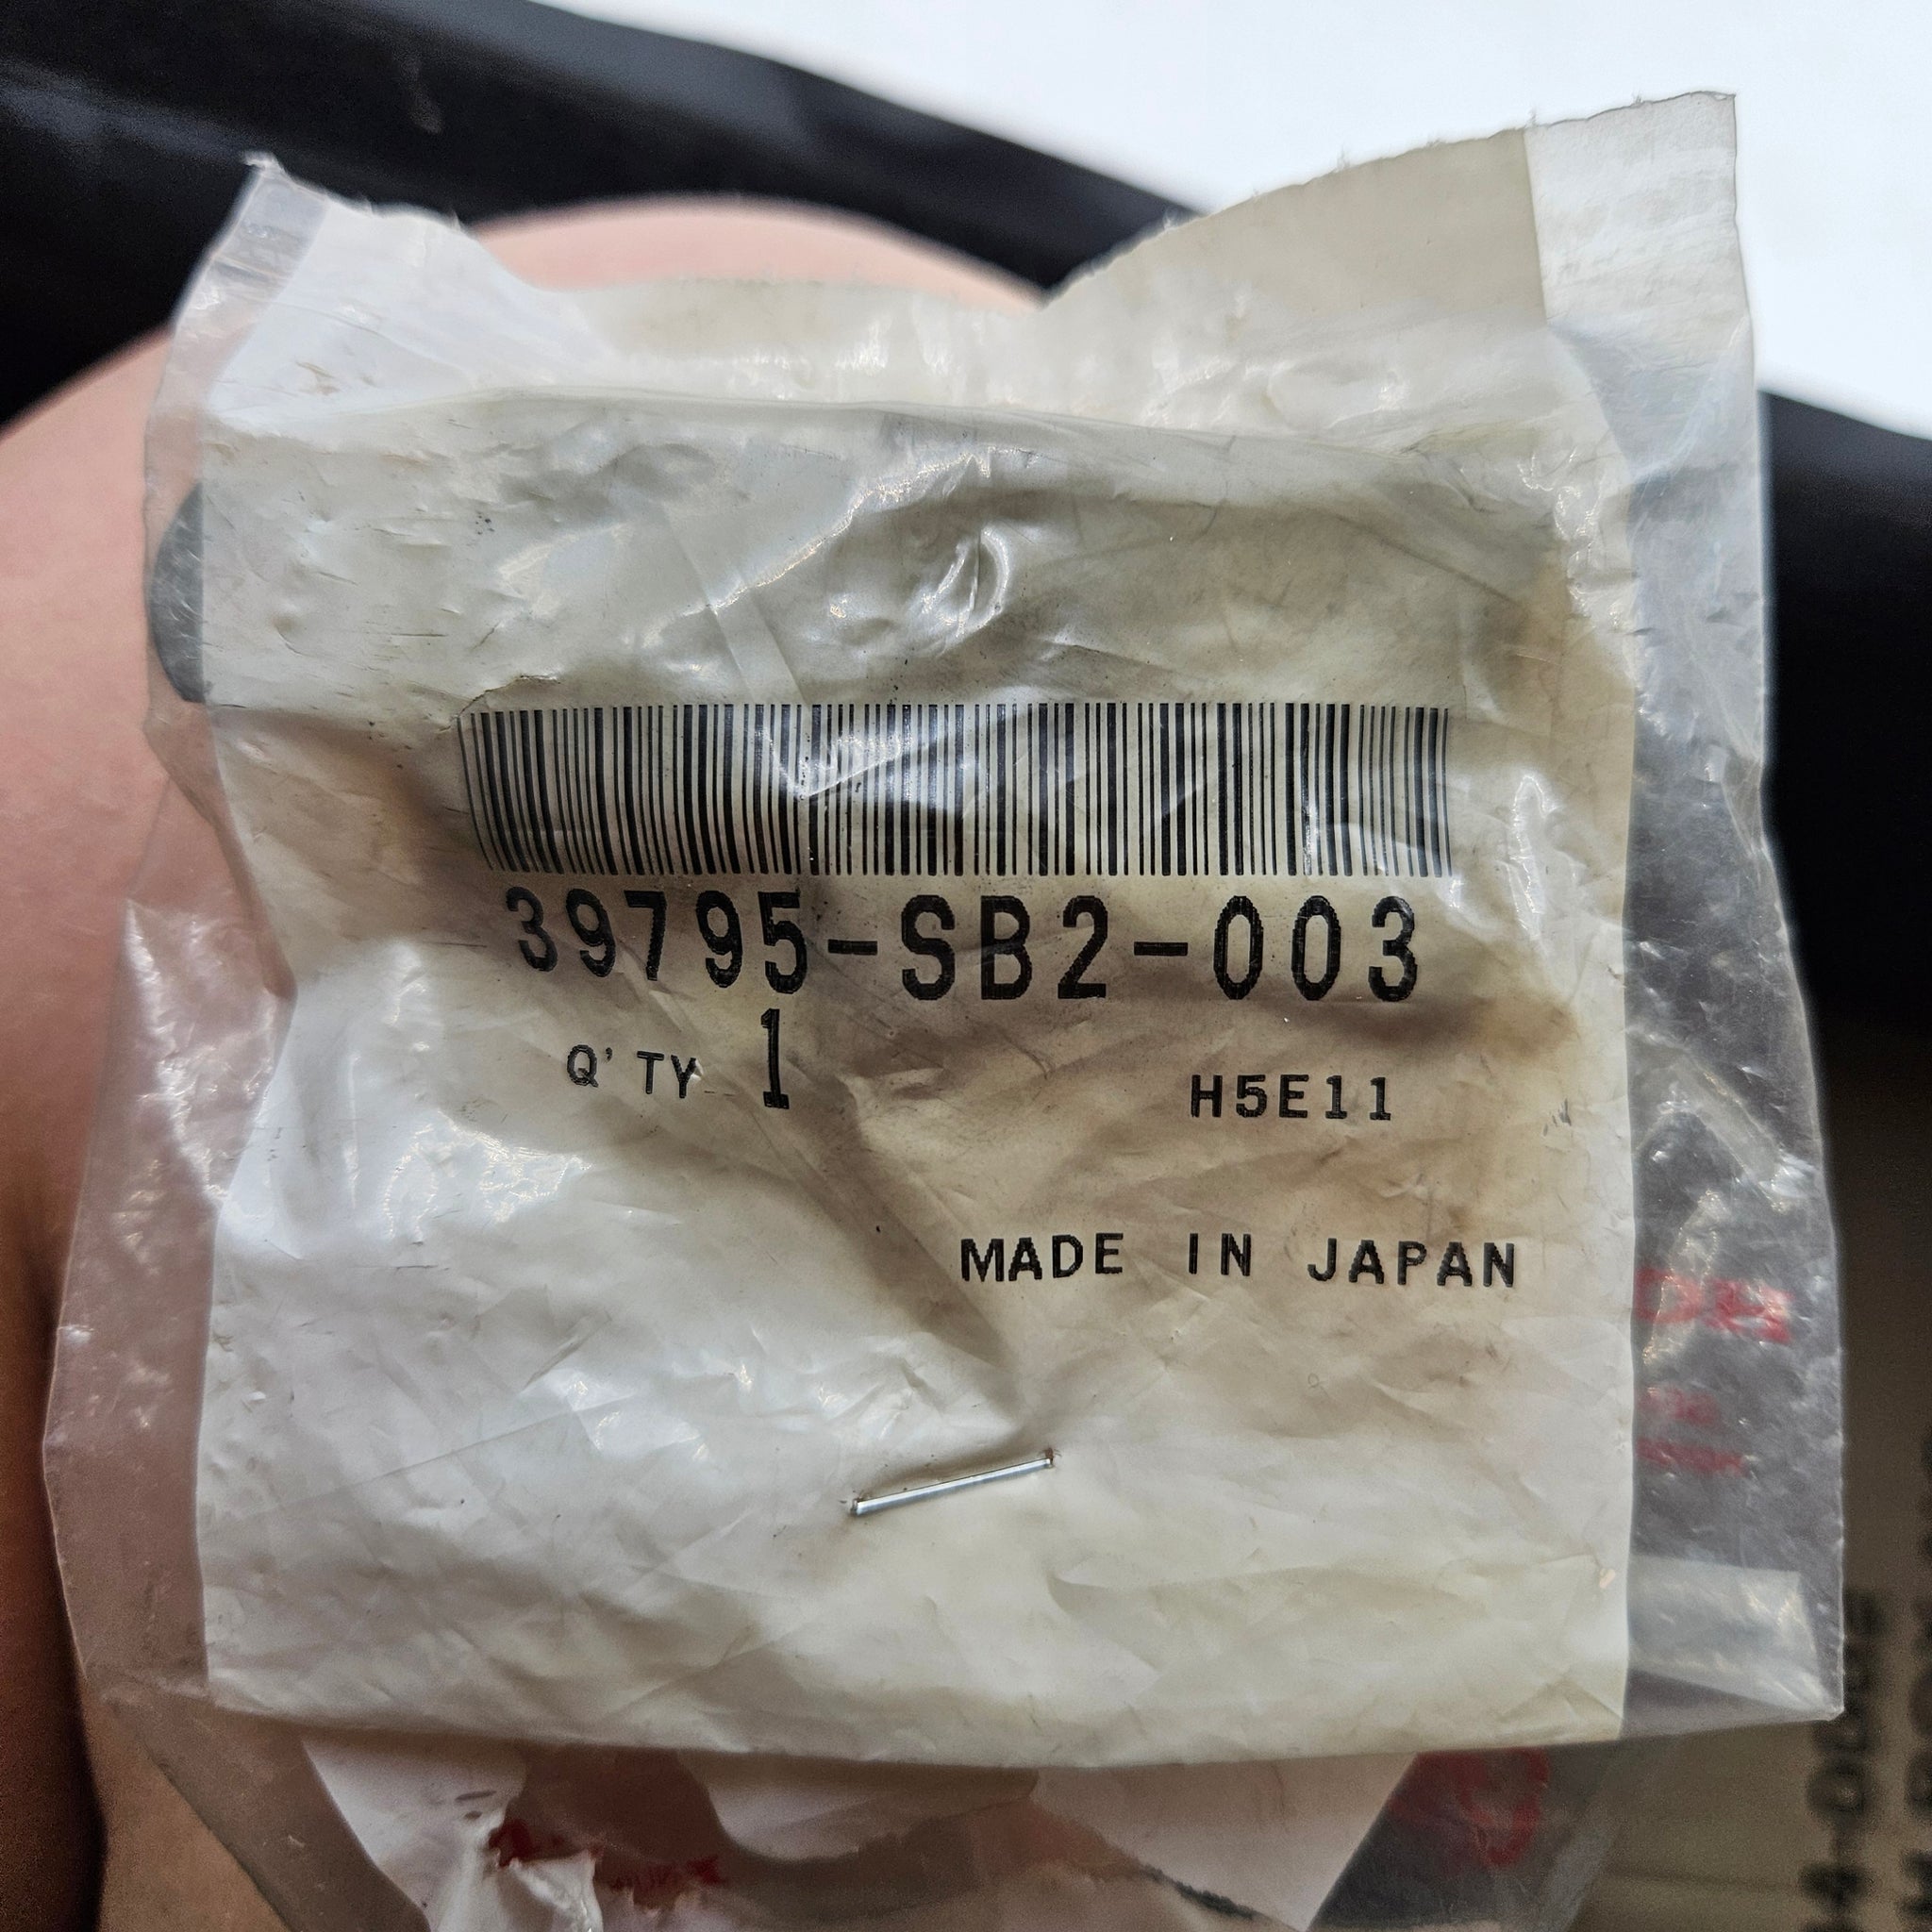 39795-SB2-003
Q'TY 1
H5E11
MADE IN JAPAN